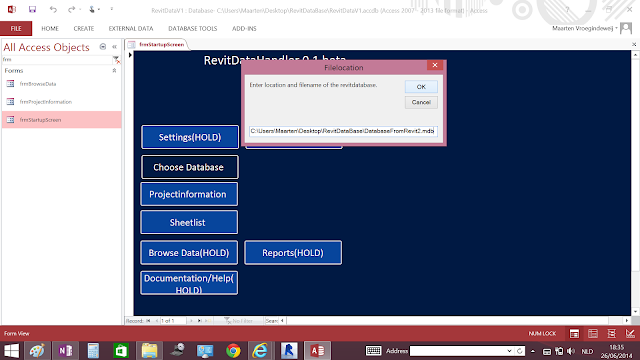 RevitDataV1 : Database- C:\Users\Maarten\Desktop\RevitDataBase\RevitDataV1.accdb (Access 2007 - 2013 file format) - Access
FILE HOME CREATE EXTERNAL DATA DATABASE TOOLS ADD-INS
Maarten Vroegindeweij
All Access Objects
frm
Forms
frmBrowseData
frmProjectInformation
frmStartupScreen
frmStartupScreen
RevitDataHandler 0.1 beta
Filelocation
Enter location and filename of the revitdatabase.
OK
Cancel
C:\Users\Maarten\Desktop\RevitDataBase\DatabaseFromRevit2.mdb
Settings(HOLD)
Choose Database
Projectinformation
Sheetlist
Browse Data(HOLD)
Reports(HOLD)
Documentation/Help(
HOLD)
Record: 1 of 1 No Filter Search
Form View
NUM LOCK
Address
NLD
18:35
26/06/2014